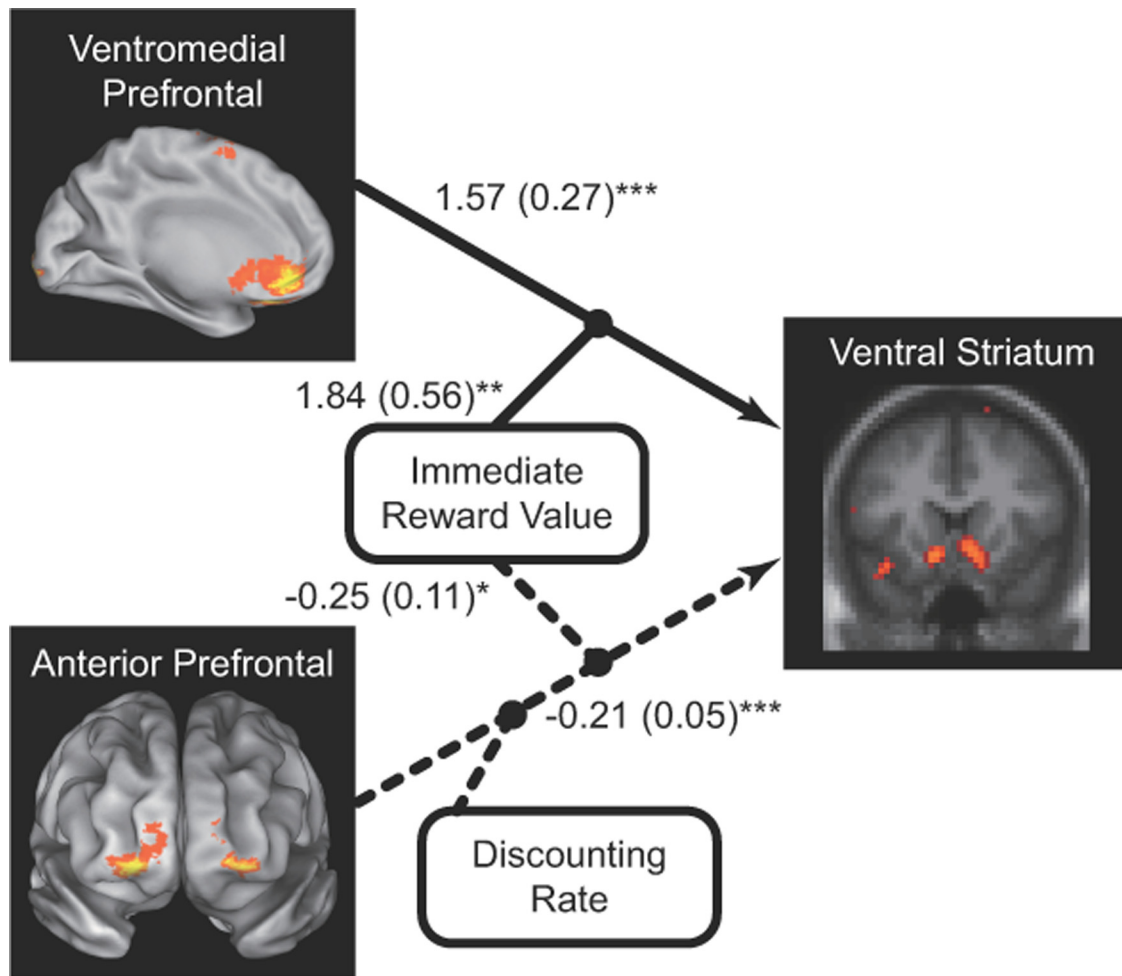 Ventromedial
Prefrontal
1.57 (0.27)***
Ventral Striatum
1.84 (0.56)**
Immediate
Reward Value
-0.25 (0.11)*
Anterior Prefrontal
-0.21 (0.05)***
Discounting
Rate